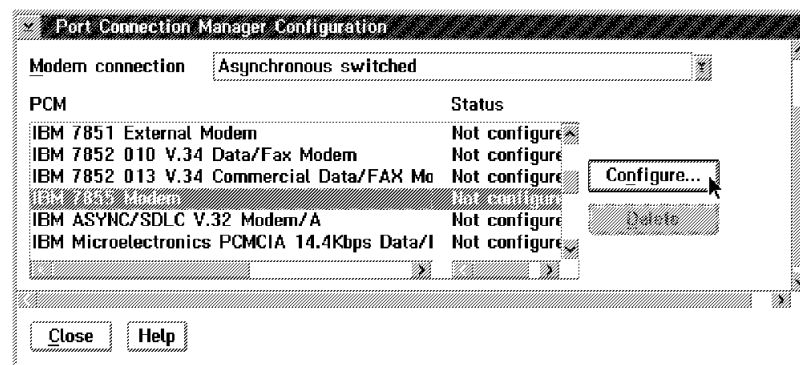 Port Connection Manager Configuration
Modem connection Asynchronous switched
PCM Status
IBM 7851 External Modem Not configure
IBM 7852 010 V.34 Data/Fax Modem Not configure
IBM 7852 013 V.34 Commercial Data/FAX Mo Not configure
IBM 7855 Modem Not configure
IBM ASYNC/SDLC V.32 Modem/A Not configure
IBM Microelectronics PCMCIA 14.4Kbps Data/I Not configure
Configure...
Delete
Close Help